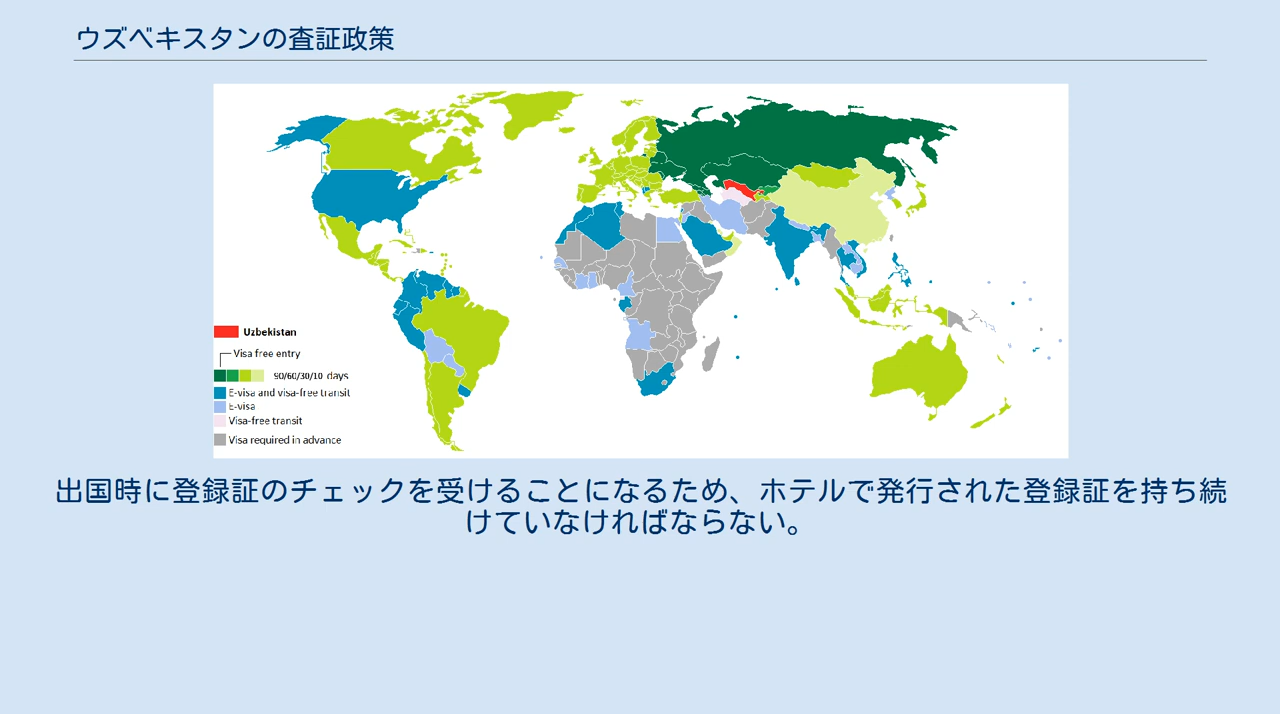 ウズベキスタンの査証政策
Uzbekistan
Visa free entry
90/60/30/10 days
E-visa and visa-free transit
E-visa
Visa-free transit
Visa required in advance
出国時に登録証のチェックを受けることになるため、ホテルで発行された登録証を持ち続
けていなければならない。